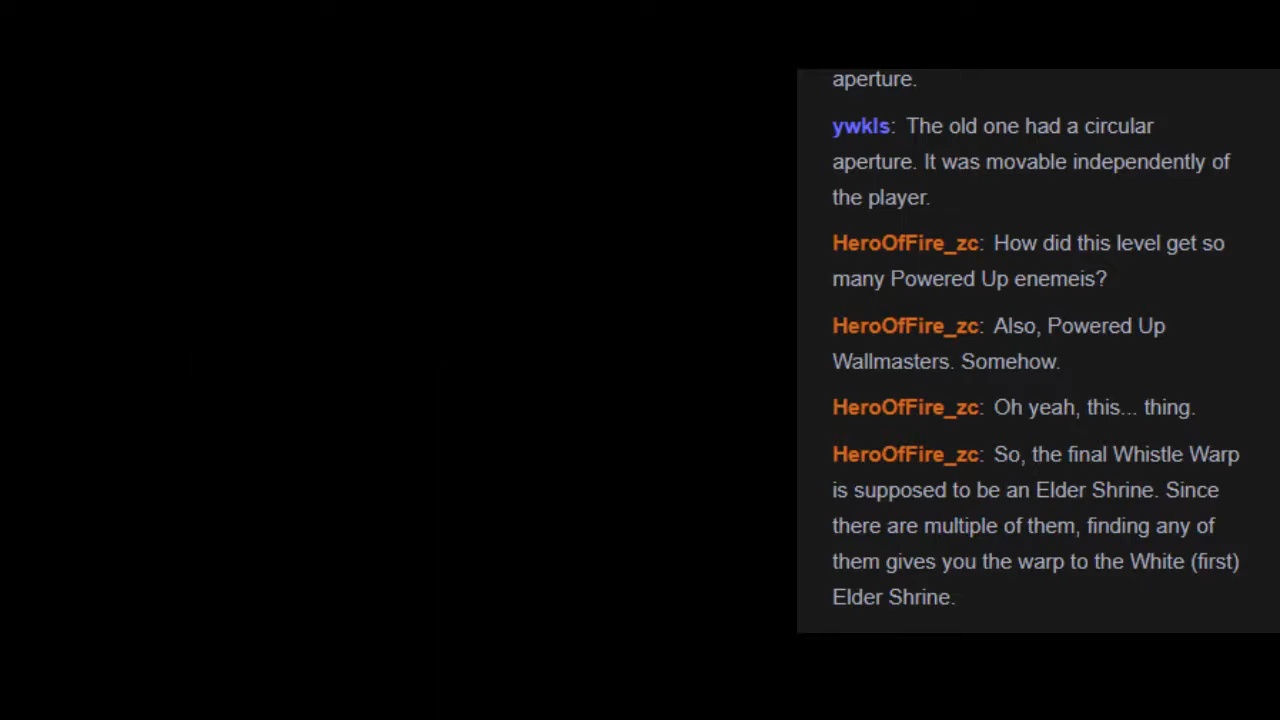 aperture.
ywkls: The old one had a circular
aperture. It was movable independently of
the player.
HeroOfFire_zc: How did this level get so
many Powered Up enemeis?
HeroOfFire_zc: Also, Powered Up
Wallmasters. Somehow.
HeroOfFire_zc: Oh yeah, this... thing.
HeroOfFire_zc: So, the final Whistle Warp
is supposed to be an Elder Shrine. Since
there are multiple of them, finding any of
them gives you the warp to the White (first)
Elder Shrine.